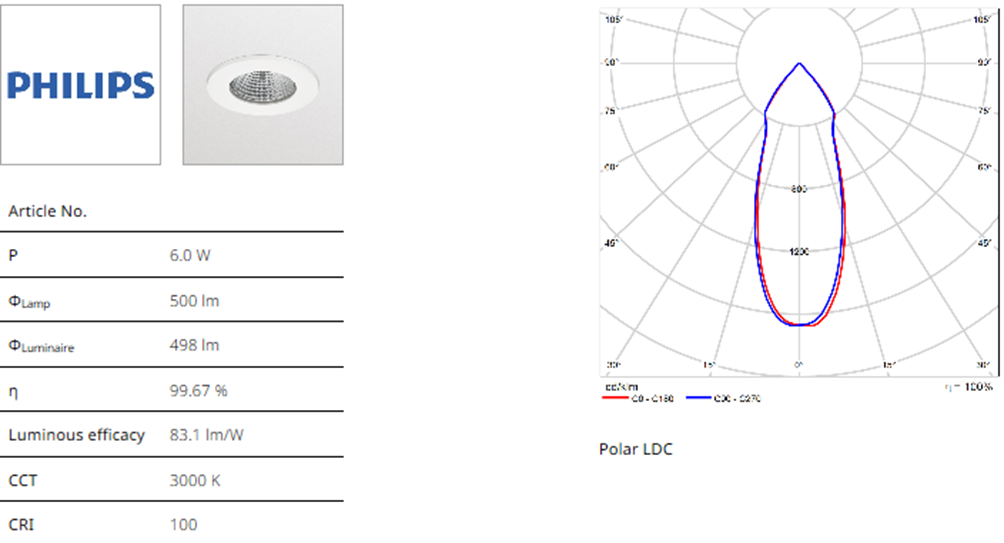 PHILIPS
Article No.
P 6.0 W
ΦLamp 500 lm
ΦLuminaire 498 lm
η 99.67 %
Luminous efficacy 83.1 lm/W
CCT 3000 K
CRI 100
105° 105°
90° 90°
75° 75°
60° 60°
800
45° 45°
1200
30° 15° 0° 15° 30°
cd/klm η = 100%
C0 - C180 C90 - C270
Polar LDC